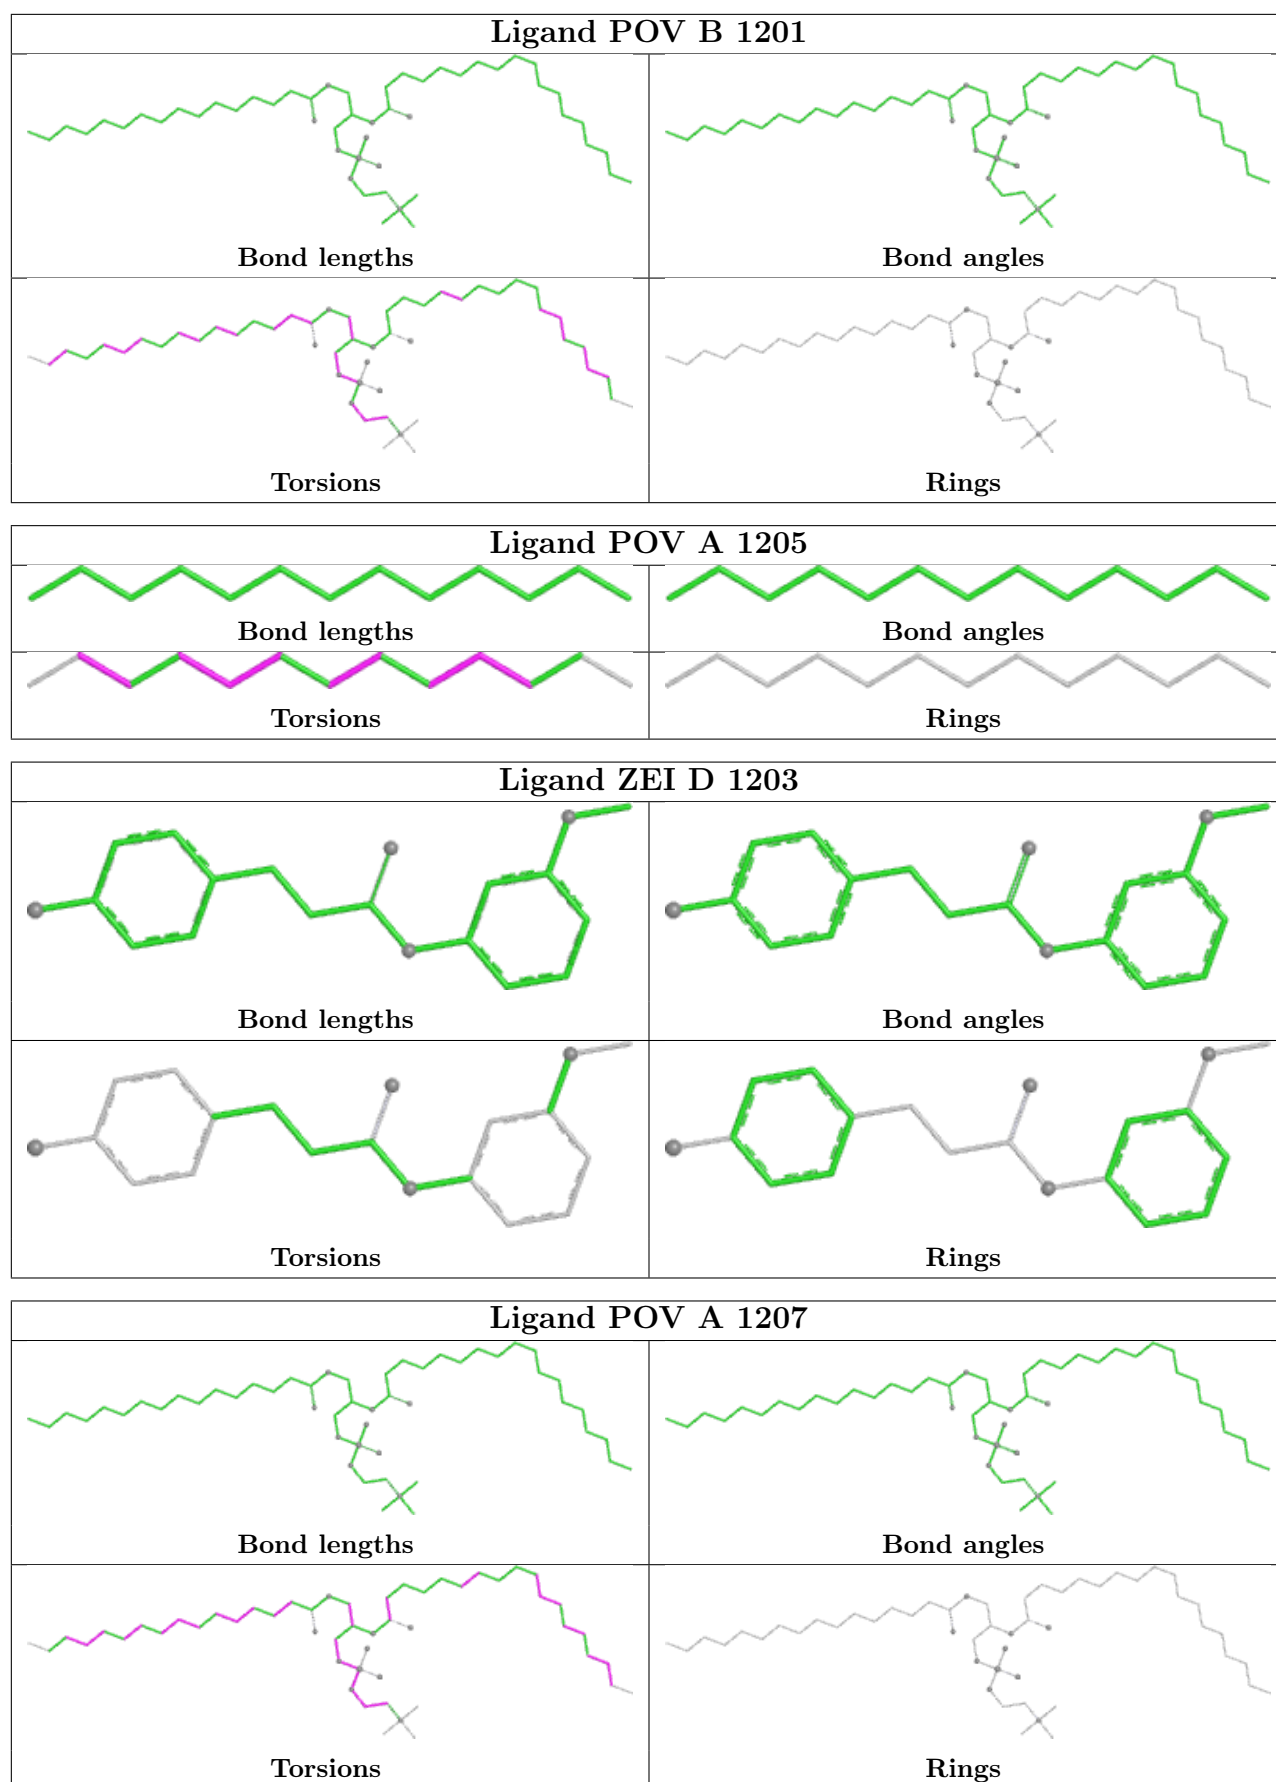 Ligand POV B 1201
Bond lengths
Bond angles
Torsions
Rings
Ligand POV A 1205
Bond lengths
Bond angles
Torsions
Rings
Ligand ZEI D 1203
Bond lengths
Bond angles
Torsions
Rings
Ligand POV A 1207
Bond lengths
Bond angles
Torsions
Rings